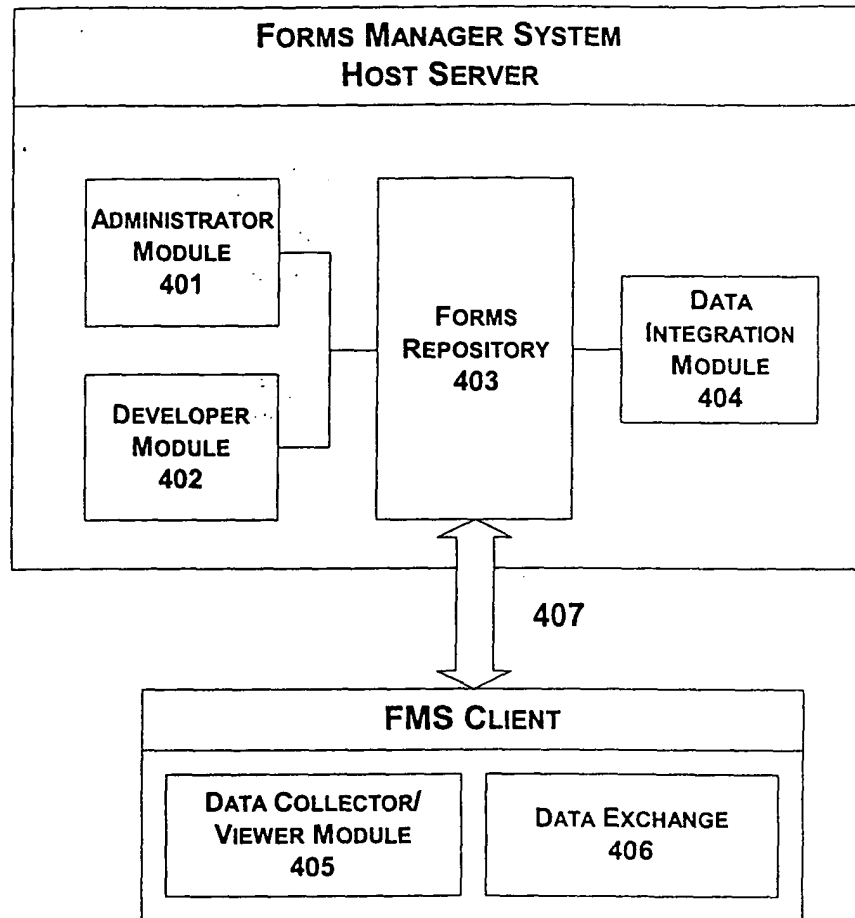 FORMS MANAGER SYSTEM
HOST SERVER
ADMINISTRATOR
MODULE
401
DEVELOPER
MODULE
402
FORMS
REPOSITORY
403
DATA
INTEGRATION
MODULE
404
407
FMS CLIENT
DATA COLLECTOR/
VIEWER MODULE
405
DATA EXCHANGE
406